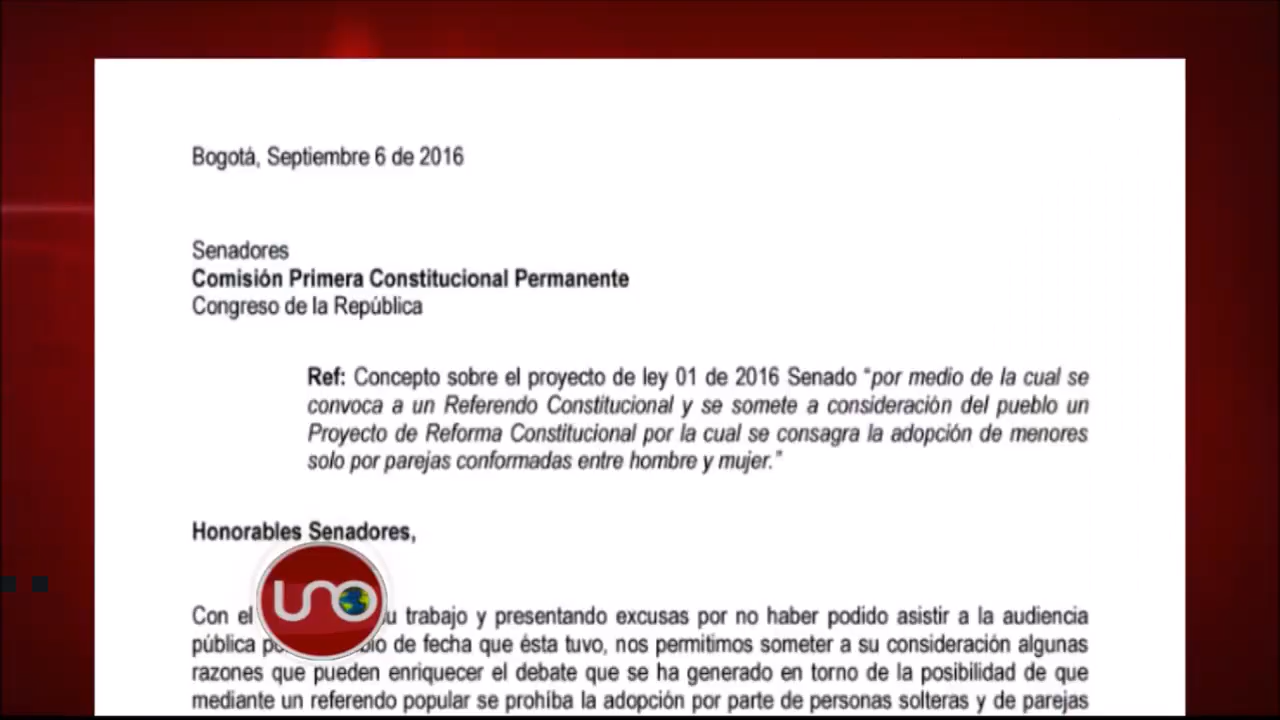 Bogotá, Septiembre 6 de 2016
Senadores
Comisión Primera Constitucional Permanente
Congreso de la República
Ref: Concepto sobre el proyecto de ley 01 de 2016 Senado “por medio de la cual se
convoca a un Referendo Constitucional y se somete a consideración del pueblo un
Proyecto de Reforma Constitucional por la cual se consagra la adopción de menores
solo por parejas conformadas entre hombre y mujer.”
Honorables Senadores,
UNO
Con el trabajo y presentando excusas por no haber podido asistir a la audiencia
pública de fecha que ésta tuvo, nos permitimos someter a su consideración algunas
razones que pueden enriquecer el debate que se ha generado en torno de la posibilidad de que
mediante un referendo popular se prohíba la adopción por parte de personas solteras y de parejas